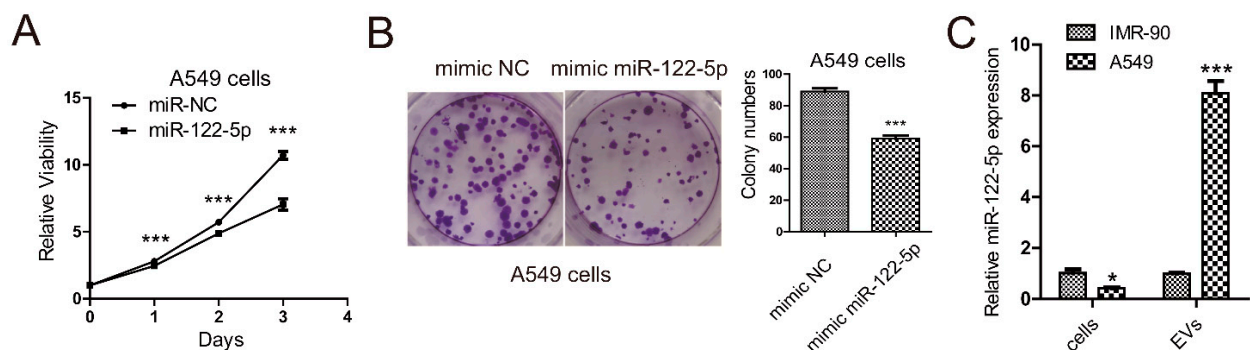 A
A549 cells
miR-NC
miR-122-5p
Relative Viability
15
10
5
0
***
***
***
0 1 2 3 4
Days
B
mimic NC mimic miR-122-5p
A549 cells
A549 cells
Colony numbers
100
80
60
40
20
0
***
mimic NC
mimic miR-122-5p
C
IMR-90
A549
Relative miR-122-5p expression
10
8
6
4
2
0
*
***
cells
EVs